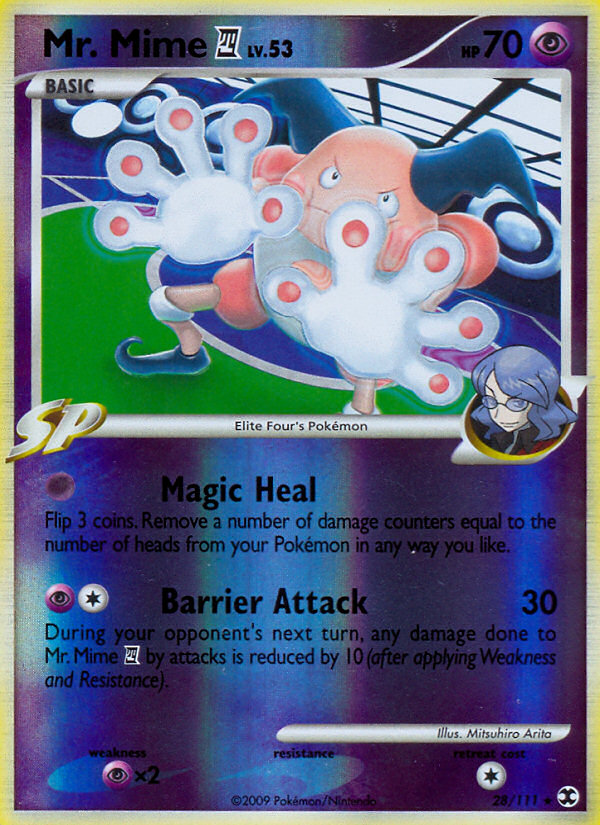 Mr. Mime 4 LV.53 HP 70
BASIC
SP
Elite Four's Pokémon
Magic Heal
Flip 3 coins. Remove a number of damage counters equal to the
number of heads from your Pokémon in any way you like.
Barrier Attack 30
During your opponent's next turn, any damage done to
Mr. Mime 4 by attacks is reduced by 10 (after applying Weakness
and Resistance).
Illus. Mitsuhiro Arita
weakness resistance retreat cost
×2
©2009 Pokémon/Nintendo 28/111 ★